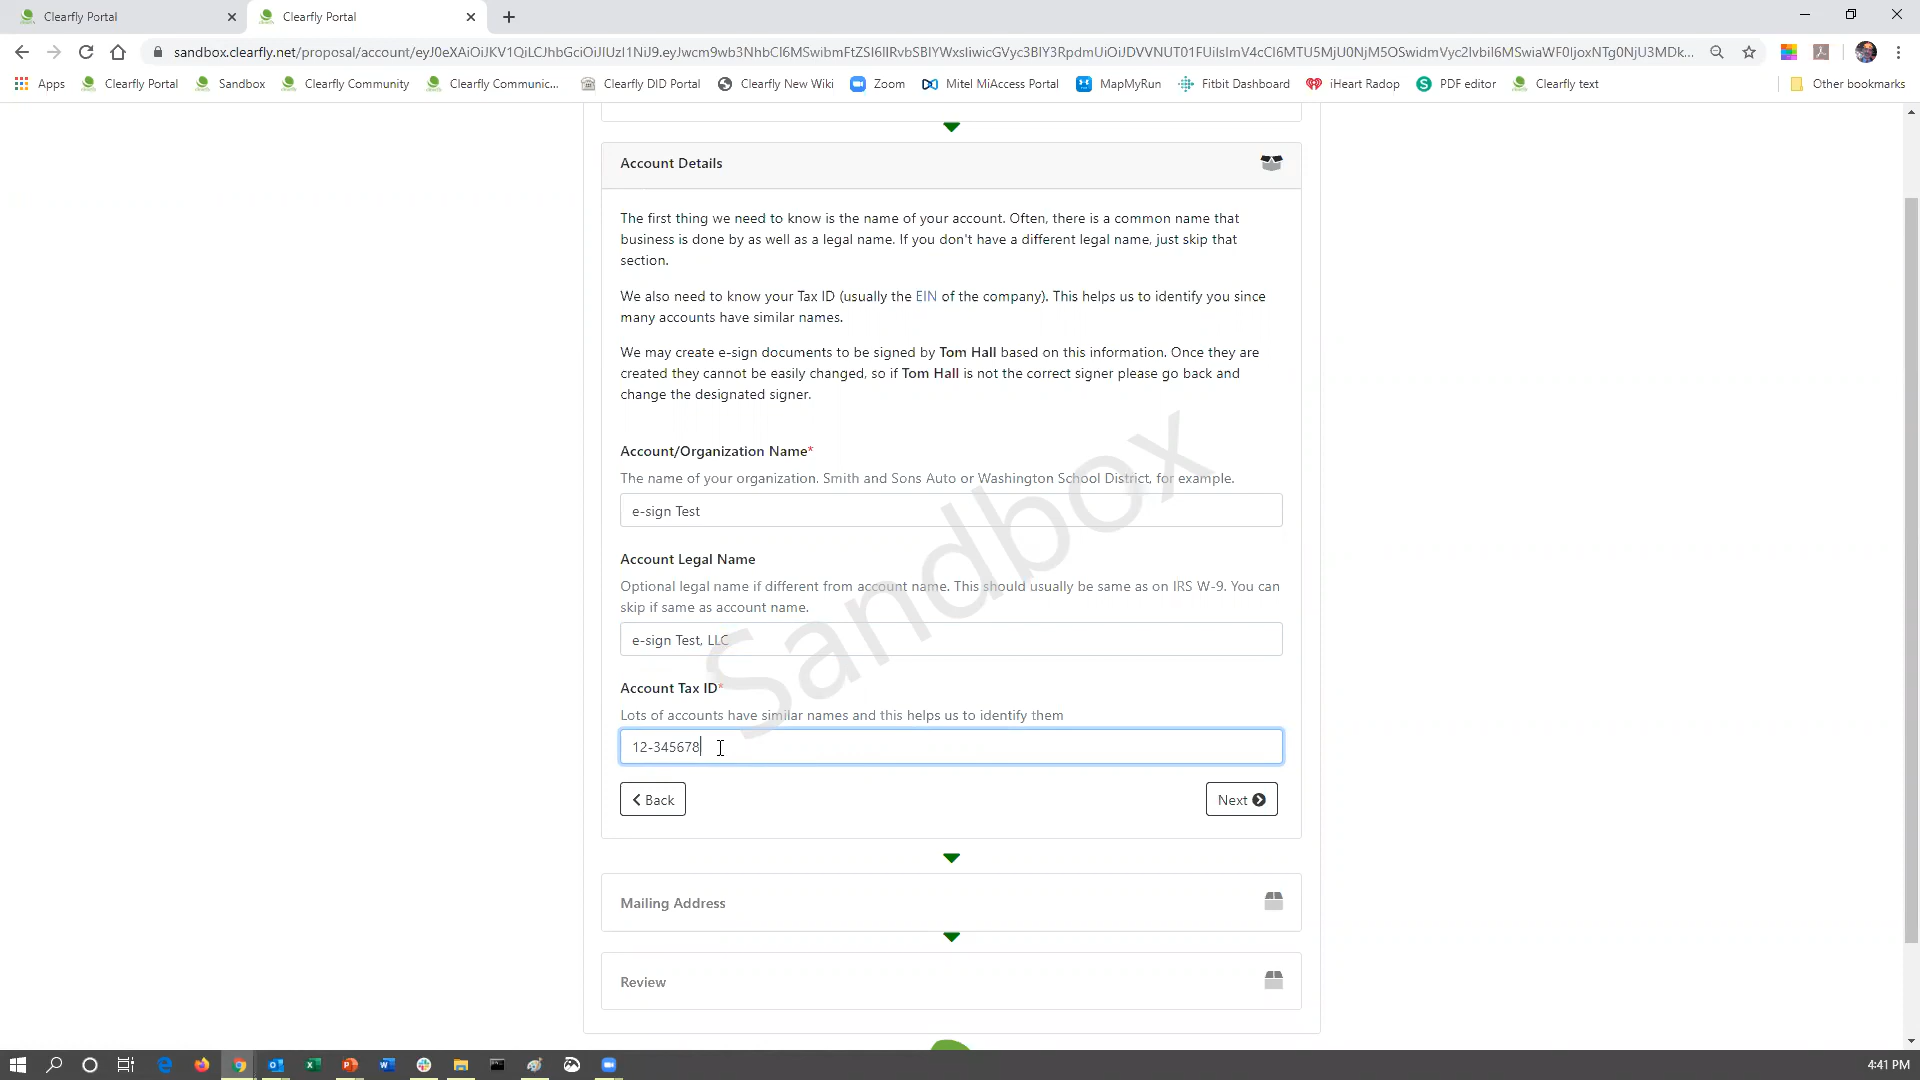 Clearfly Portal
Clearfly Portal
Apps
Clearfly Portal
Sandbox
Clearfly Community
Clearfly Communic...
Clearfly DID Portal
Clearfly New Wiki
Zoom
Mitel MiAccess Portal
MapMyRun
Fitbit Dashboard
iHeart Radop
PDF editor
Clearfly text
Other bookmarks
Account Details
The first thing we need to know is the name of your account. Often, there is a common name that
business is done by as well as a legal name. If you don't have a different legal name, just skip that
section.
We also need to know your Tax ID (usually the EIN of the company). This helps us to identify you since
many accounts have similar names.
We may create e-sign documents to be signed by Tom Hall based on this information. Once they are
created they cannot be easily changed, so if Tom Hall is not the correct signer please go back and
change the designated signer.
Account/Organization Name*
The name of your organization. Smith and Sons Auto or Washington School District, for example.
e-sign Test
Account Legal Name
Optional legal name if different from account name. This should usually be same as on IRS W-9. You can
skip if same as account name.
e-sign Test, LLC
Account Tax ID*
Lots of accounts have similar names and this helps us to identify them
12-345678
Back
Next
Mailing Address
Review
Sandbox
4:41 PM